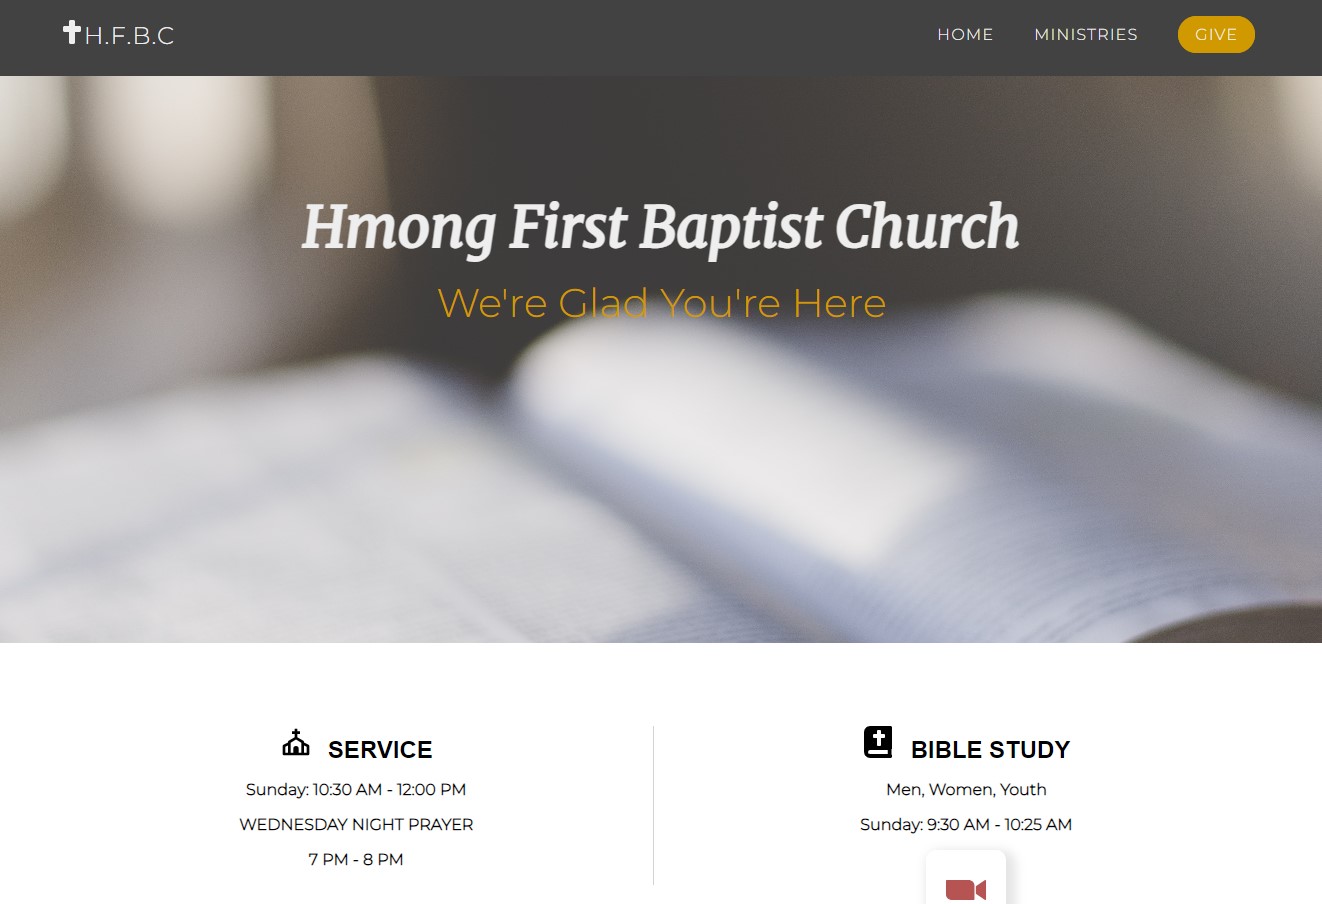 H.F.B.C
HOME
MINISTRIES
GIVE
Hmong First Baptist Church
We're Glad You're Here
SERVICE
Sunday: 10:30 AM - 12:00 PM
WEDNESDAY NIGHT PRAYER
7 PM - 8 PM
BIBLE STUDY
Men, Women, Youth
Sunday: 9:30 AM - 10:25 AM